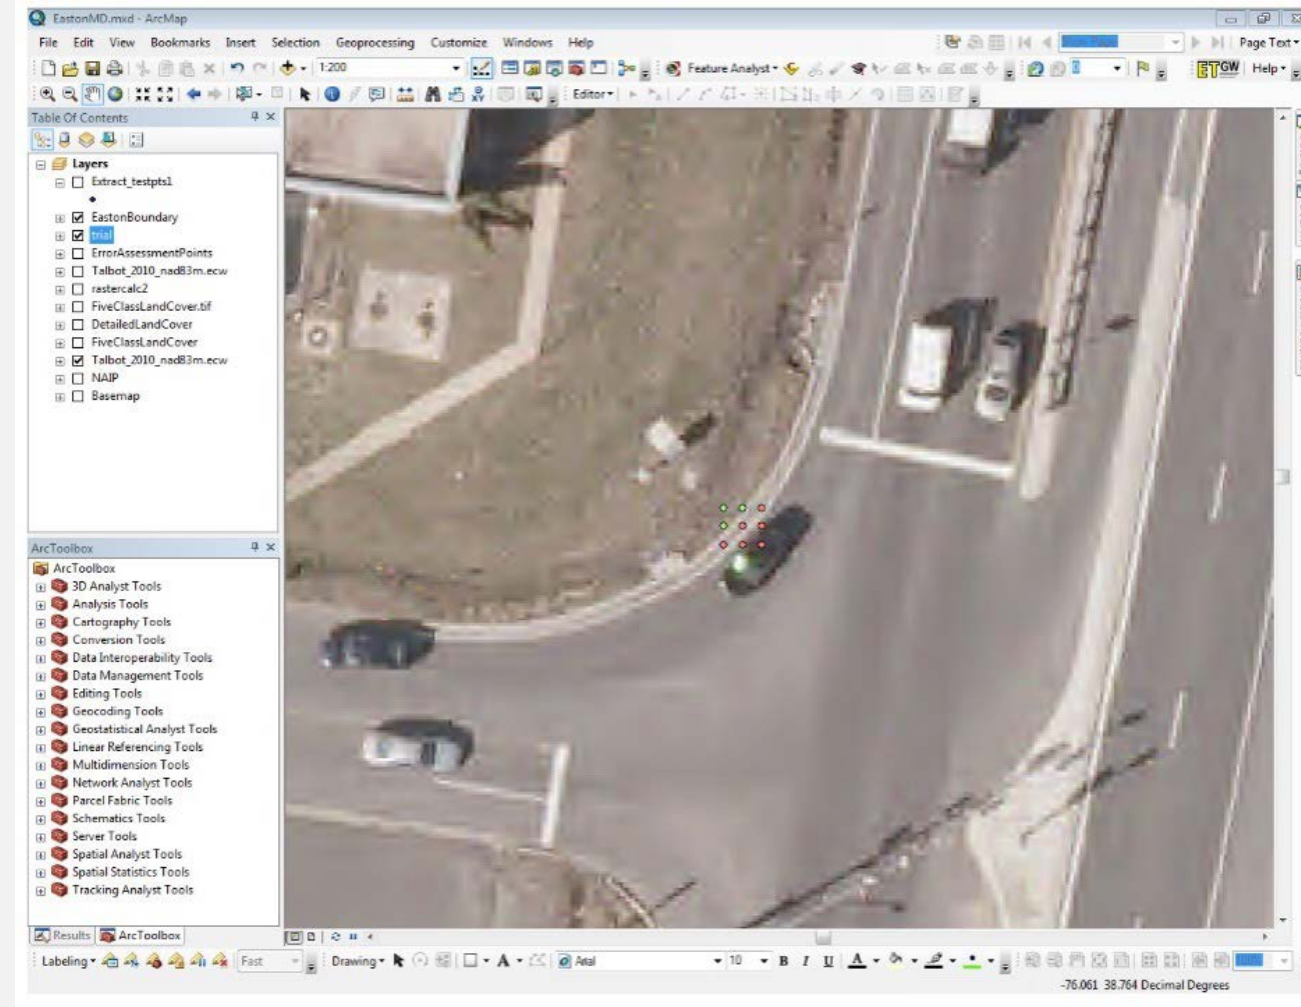 EastonMD.mxd - ArcMap
File Edit View Bookmarks Insert Selection Geoprocessing Customize Windows Help
Page Text
1:200
Feature Analyst
ETGW Help
Editor
Table Of Contents
Layers
Extract_testpts1
EastonBoundary
trial
ErrorAssessmentPoints
Talbot_2010_nad83m.ecw
rastercalc2
FiveClassLandCover.tif
DetailedLandCover
FiveClassLandCover
Talbot_2010_nad83m.ecw
NAIP
Basemap
ArcToolbox
ArcToolbox
3D Analyst Tools
Analysis Tools
Cartography Tools
Conversion Tools
Data Interoperability Tools
Data Management Tools
Editing Tools
Geocoding Tools
Geostatistical Analyst Tools
Linear Referencing Tools
Multidimension Tools
Network Analyst Tools
Parcel Fabric Tools
Schematics Tools
Server Tools
Spatial Analyst Tools
Spatial Statistics Tools
Tracking Analyst Tools
Results ArcToolbox
Labeling Fast Drawing A Arial 10 B I U A
-76.061 38.764 Decimal Degrees